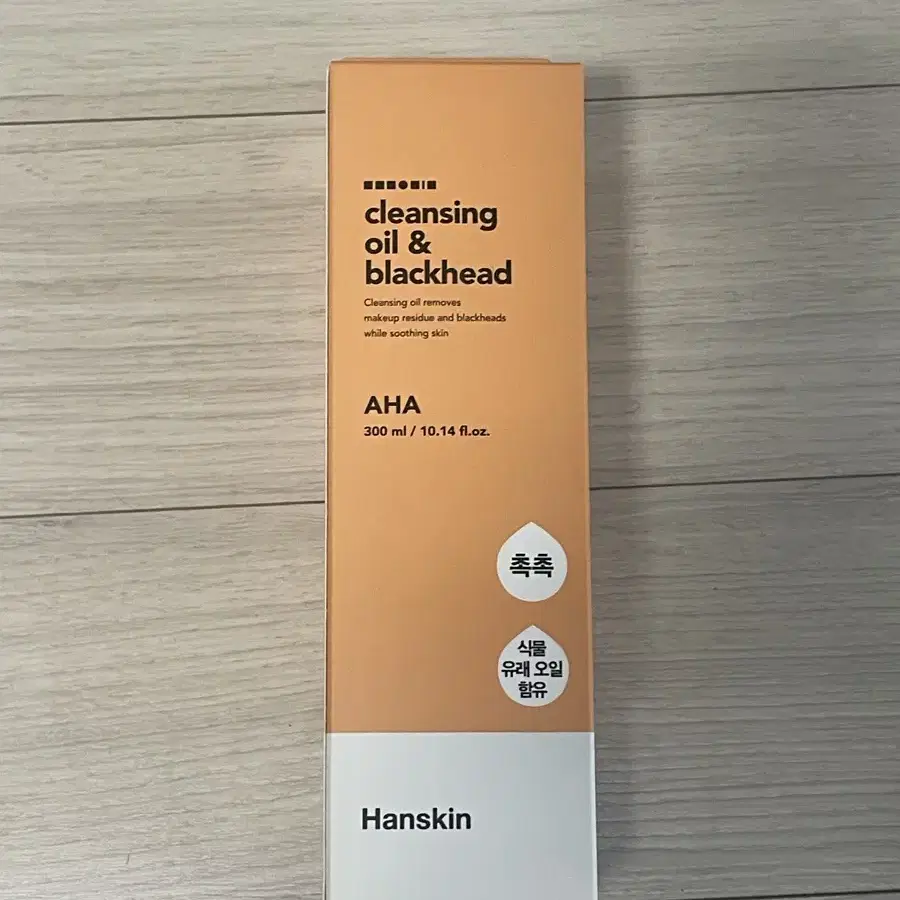 cleansing
oil &
blackhead
Cleansing oil removes
makeup residue and blackheads
while soothing skin
AHA
300 ml / 10.14 fl.oz.
촉촉
식물
유래 오일
함유
Hanskin